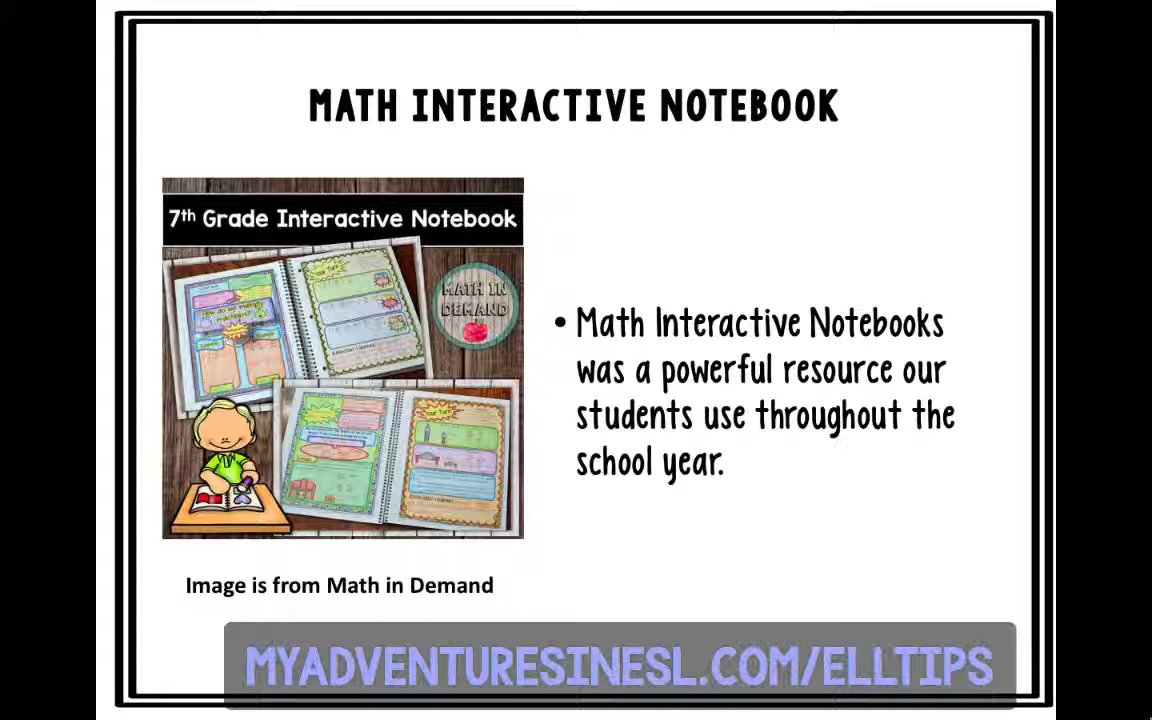 MATH INTERACTIVE NOTEBOOK
7th Grade Interactive Notebook
MATH IN
DEMAND
• Math Interactive Notebooks
was a powerful resource our
students use throughout the
school year.
Image is from Math in Demand
MYADVENTURESINESL.COM/ELLTIPS